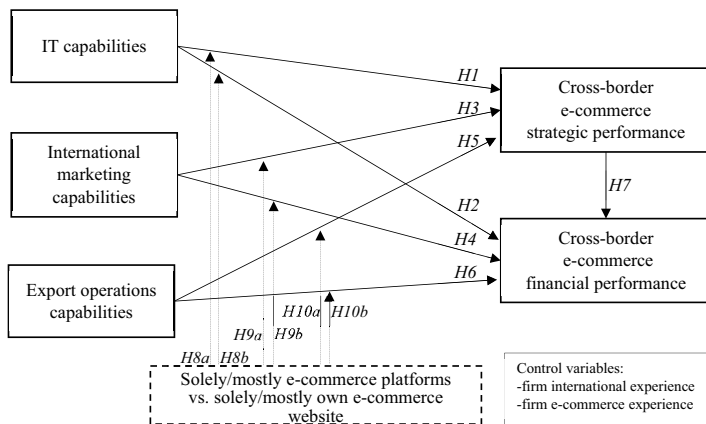 IT capabilities
International
marketing
capabilities
Export operations
capabilities
H1
H3
H5
H2
H4
H6
Cross-border
e-commerce
strategic performance
H7
Cross-border
e-commerce
financial performance
H10a
H10b
H9a
H9b
H8a
H8b
Solely/mostly e-commerce platforms
vs. solely/mostly own e-commerce
website
Control variables:
-firm international experience
-firm e-commerce experience